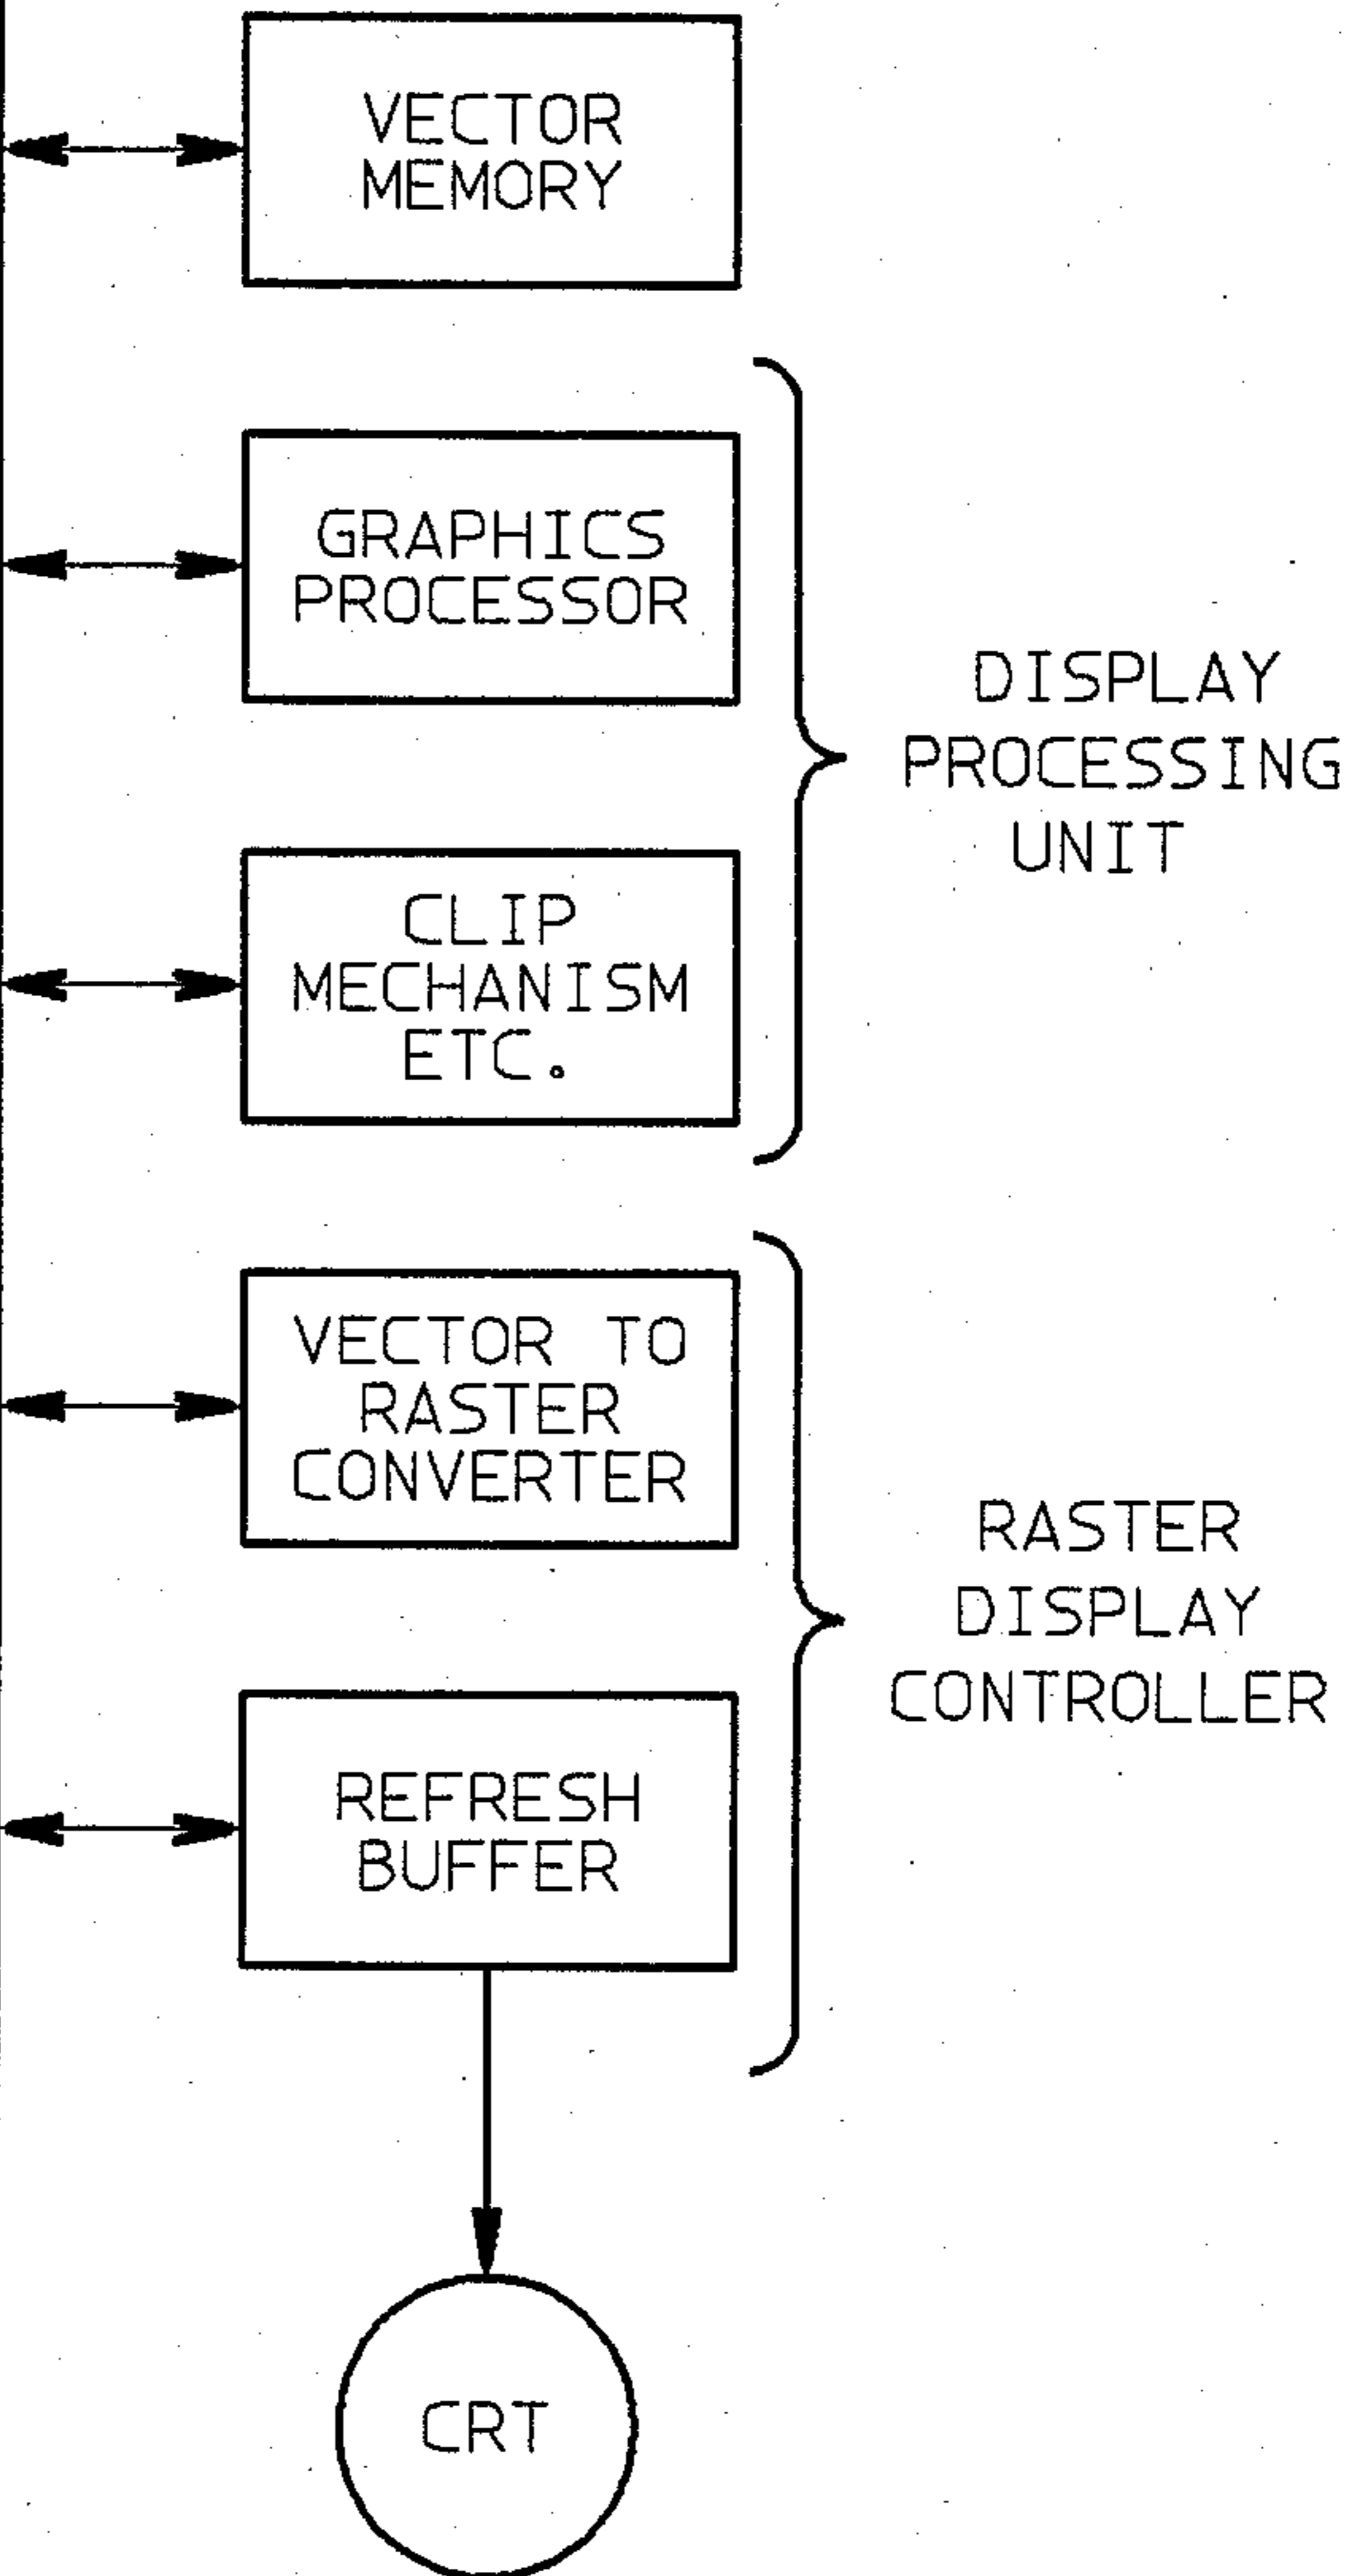 VECTOR
MEMORY
GRAPHICS
PROCESSOR
DISPLAY
PROCESSING
UNIT
CLIP
MECHANISM
ETC.
VECTOR TO
RASTER
CONVERTER
RASTER
DISPLAY
CONTROLLER
REFRESH
BUFFER
CRT